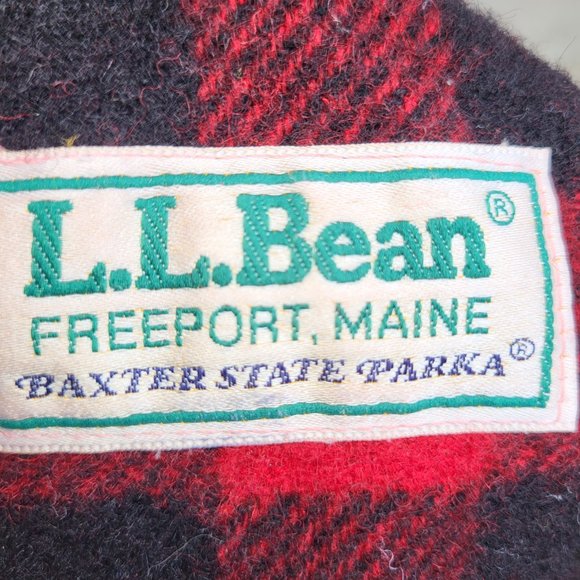 L.L.Bean®
FREEPORT, MAINE
BAXTER STATE PARKA®